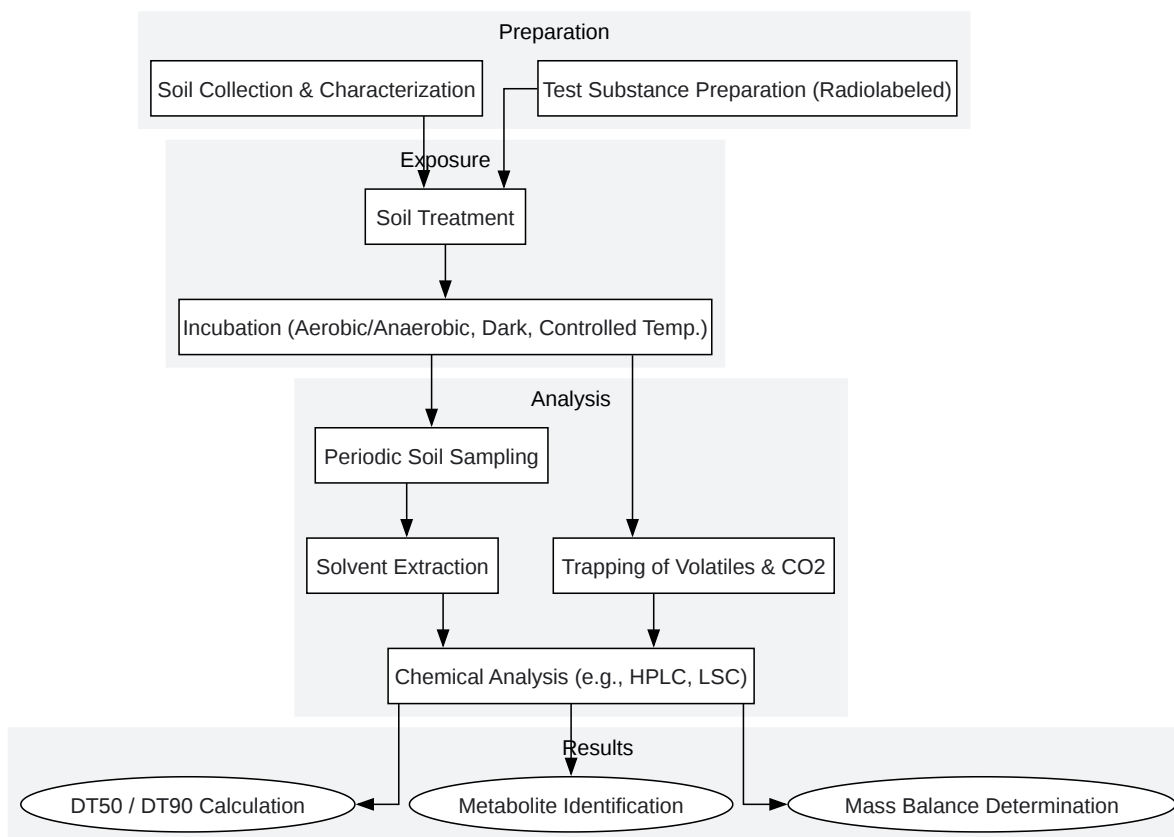 Preparation
Soil Collection & Characterization
Test Substance Preparation (Radiolabeled)
Exposure
Soil Treatment
Incubation (Aerobic/Anaerobic, Dark, Controlled Temp.)
Analysis
Periodic Soil Sampling
Solvent Extraction
Trapping of Volatiles & CO2
Chemical Analysis (e.g., HPLC, LSC)
Results
DT50 / DT90 Calculation
Metabolite Identification
Mass Balance Determination